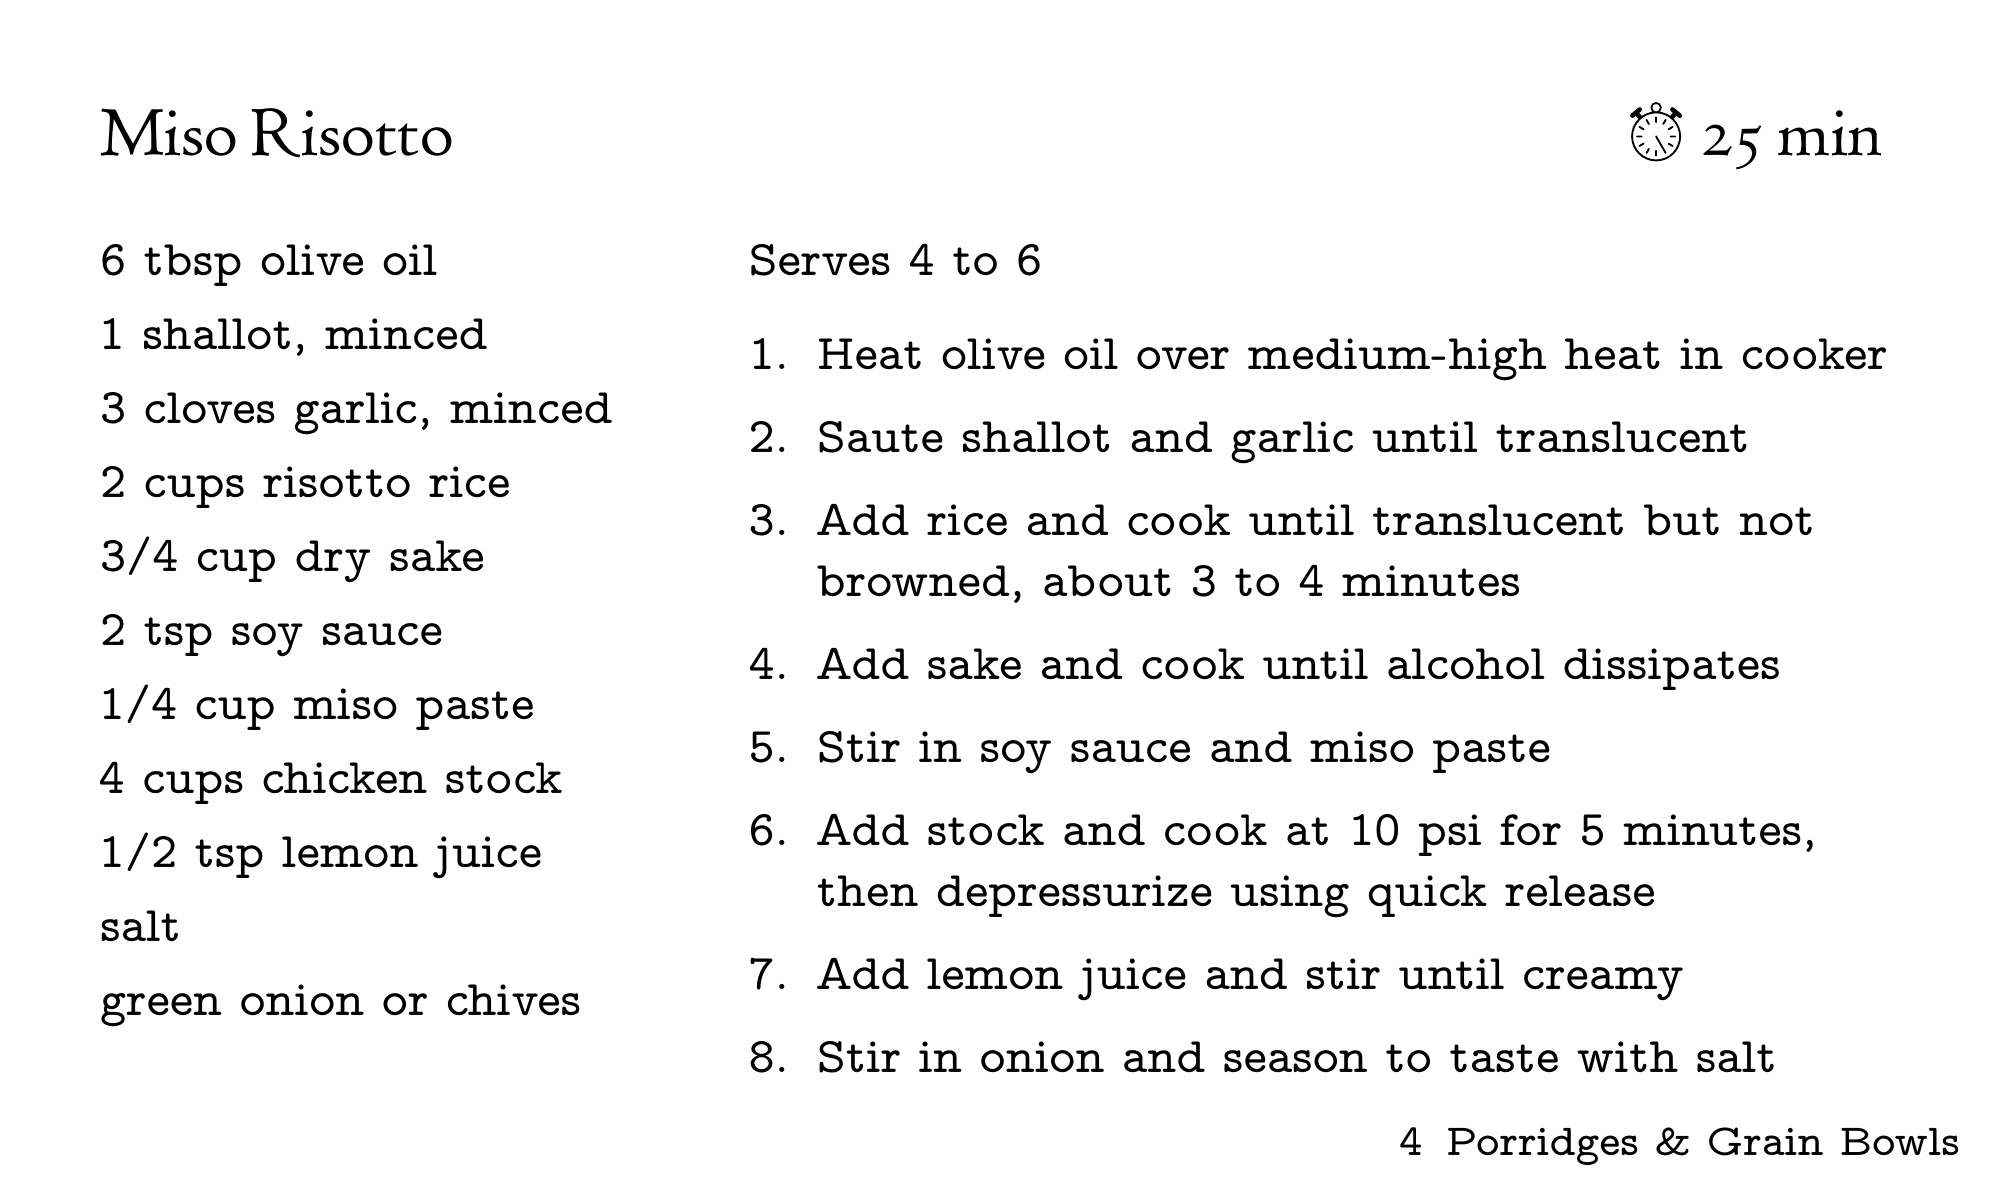 Miso Risotto
25 min
6 tbsp olive oil
1 shallot, minced
3 cloves garlic, minced
2 cups risotto rice
3/4 cup dry sake
2 tsp soy sauce
1/4 cup miso paste
4 cups chicken stock
1/2 tsp lemon juice
salt
green onion or chives
Serves 4 to 6
1. Heat olive oil over medium-high heat in cooker
2. Saute shallot and garlic until translucent
3. Add rice and cook until translucent but not
browned, about 3 to 4 minutes
4. Add sake and cook until alcohol dissipates
5. Stir in soy sauce and miso paste
6. Add stock and cook at 10 psi for 5 minutes,
then depressurize using quick release
7. Add lemon juice and stir until creamy
8. Stir in onion and season to taste with salt
4 Porridges & Grain Bowls